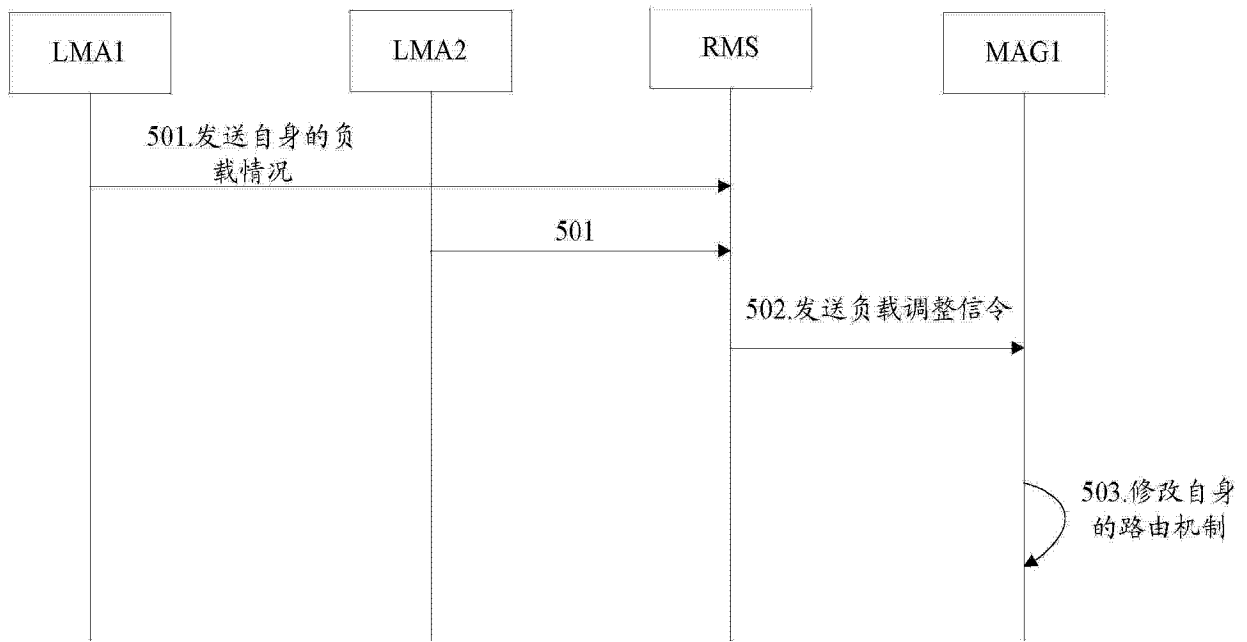 LMA1
LMA2
RMS
MAG1
501.发送自身的负
载情况
501
502.发送负载调整信令
503.修改自身
的路由机制